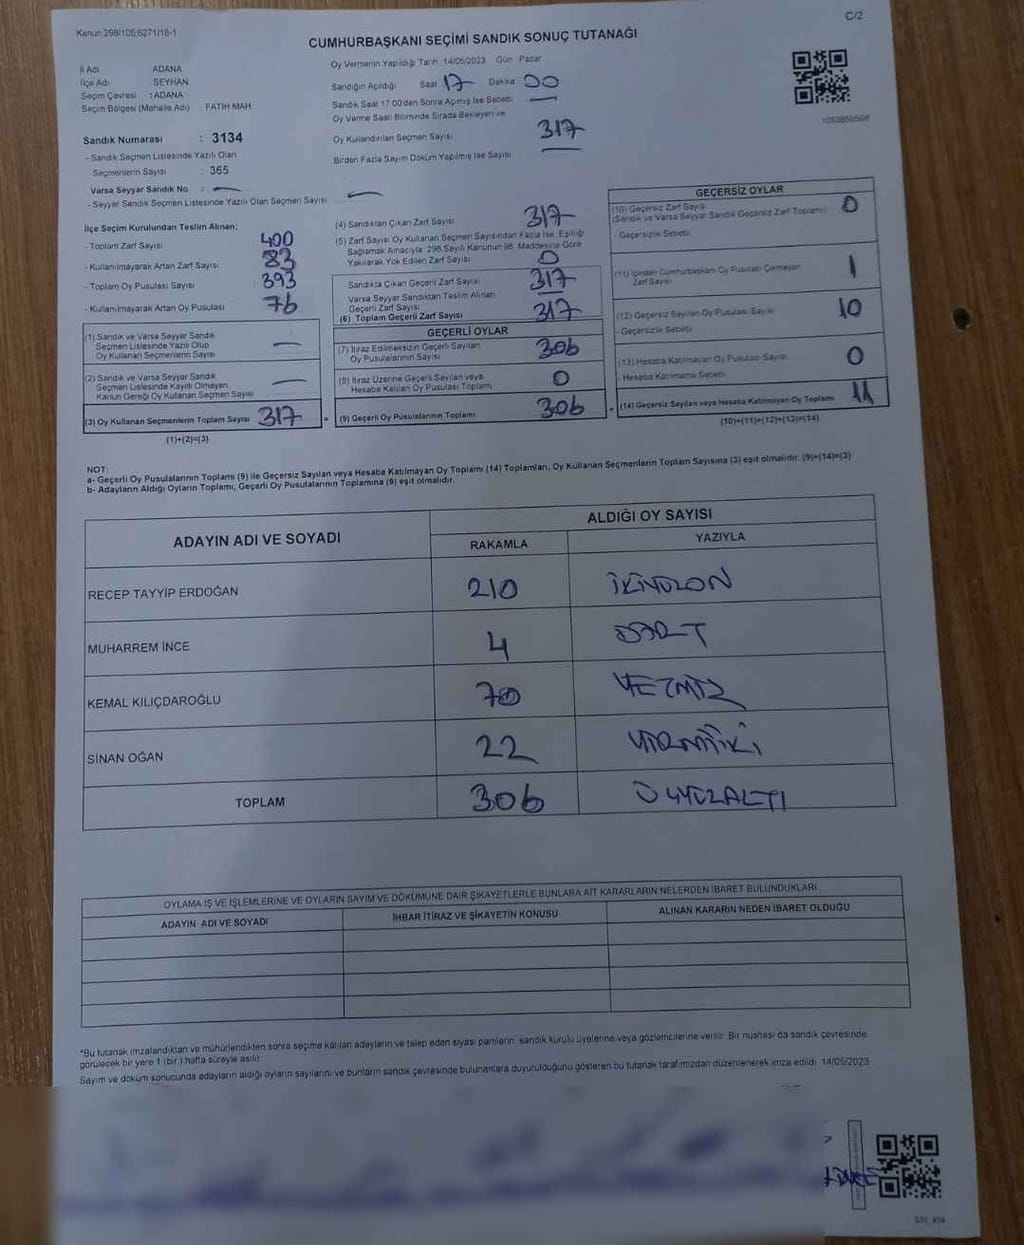 Kanun 298/105,6271/18-1
C/2
CUMHURBAŞKANI SEÇİMİ SANDIK SONUÇ TUTANAĞI
İl Adı ADANA
İlçe Adı SEYHAN
Seçim Çevresi : ADANA
Seçim Bölgesi (Mahalle Adı) FATİH MAH
Sandık Numarası : 3134
- Sandık Seçmen Listesinde Yazılı Olan
Seçmenlerin Sayısı : 365
Varsa Seyyar Sandık No : —
- Seyyar Sandık Seçmen Listesinde Yazılı Olan Seçmen Sayısı —
Oy Vermenin Yapıldığı Tarih: 14/05/2023 Gün: Pazar
Sandığın Açıldığı Saat 17 Dakika 00
Sandık Saat 17.00'den Sonra Açılmış İse Sebebi —
Oy Verme Saati Bitiminde Sırada Bekleyen ve
Oy Kullandırılan Seçmen Sayısı 317
Birden Fazla Sayım Döküm Yapılmış İse Sayısı —
İlçe Seçim Kurulundan Teslim Alınan;
- Toplam Zarf Sayısı 400
- Kullanılmayarak Artan Zarf Sayısı 83
- Toplam Oy Pusulası Sayısı 393
- Kullanılmayarak Artan Oy Pusulası 76
(1) Sandık ve Varsa Seyyar Sandık
Seçmen Listesinde Yazılı Olup
Oy Kullanan Seçmenlerin Sayısı —
(2) Sandık ve Varsa Seyyar Sandık
Seçmen Listesinde Kayıtlı Olmayan
Kanun Gereği Oy Kullanan Seçmen Sayısı —
(3) Oy Kullanan Seçmenlerin Toplam Sayısı 317
(1)+(2)=(3)
(4) Sandıktan Çıkan Zarf Sayısı 317
(5) Zarf Sayısı Oy Kullanan Seçmen Sayısından Fazla İse, Eşitliği
Sağlamak Amacıyla, 298 Sayılı Kanunun 98. Maddesine Göre
Yakılarak Yok Edilen Zarf Sayısı 0
Sandıkta Çıkan Geçerli Zarf Sayısı 317
Varsa Seyyar Sandıktan Teslim Alınan
Geçerli Zarf Sayısı
(6) Toplam Geçerli Zarf Sayısı 317
GEÇERLİ OYLAR
(7) İtiraz Edilmeksizin Geçerli Sayılan
Oy Pusulalarının Sayısı 306
(8) İtiraz Üzerine Geçerli Sayılan veya
Hesaba Katılan Oy Pusulası Toplamı 0
= (9) Geçerli Oy Pusulalarının Toplamı 306
GEÇERSİZ OYLAR
(10) Geçersiz Zarf Sayısı
(Sandık ve Varsa Seyyar Sandık Geçersiz Zarf Toplamı) 0
- Geçersizlik Sebebi
(11) İçinden Cumhurbaşkanı Oy Pusulası Çıkmayan
Zarf Sayısı 1
(12) Geçersiz Sayılan Oy Pusulası Sayısı 10
- Geçersizlik Sebebi
(13) Hesaba Katılmayan Oy Pusulası Sayısı 0
- Hesaba Katılmama Sebebi
+ (14) Geçersiz Sayılan veya Hesaba Katılmayan Oy Toplamı 11
(10)+(11)+(12)+(13)=(14)
NOT:
a- Geçerli Oy Pusulalarının Toplamı (9) ile Geçersiz Sayılan veya Hesaba Katılmayan Oy Toplamı (14) Toplamları, Oy Kullanan Seçmenlerin Toplam Sayısına (3) eşit olmalıdır. (9)+(14)=(3)
b- Adayların Aldığı Oyların Toplamı, Geçerli Oy Pusulalarının Toplamına (9) eşit olmalıdır.
ADAYIN ADI VE SOYADI ALDIĞI OY SAYISI
RAKAMLA YAZIYLA
RECEP TAYYİP ERDOĞAN 210 İKİYÜZON
MUHARREM İNCE 4 DÖRT
KEMAL KILIÇDAROĞLU 70 YETMİŞ
SİNAN OĞAN 22 YİRMİİKİ
TOPLAM 306 ÜÇYÜZALTI
OYLAMA İŞ VE İŞLEMLERİNE VE OYLARIN SAYIM VE DÖKÜMÜNE DAİR ŞİKAYETLERLE BUNLARA AİT KARARLARIN NELERDEN İBARET BULUNDUKLARI
ADAYIN ADI VE SOYADI İHBAR İTİRAZ VE ŞİKAYETİN KONUSU ALINAN KARARIN NEDEN İBARET OLDUĞU
*Bu tutanak imzalandıktan ve mühürlendikten sonra seçime katılan adayların ve talep eden siyasi partilerin sandık kurulu üyelerine veya gözlemcilerine verilir. Bir nüshası da sandık çevresinde
görülecek bir yere 1 (bir ) hafta süreyle asılır.
Sayım ve döküm sonucunda adayların aldığı oyların sayılarını ve bunların sandık çevresinde bulunanlara duyurulduğunu gösteren bu tutanak tarafımızdan düzenlenerek imza edildi. 14/05/2023